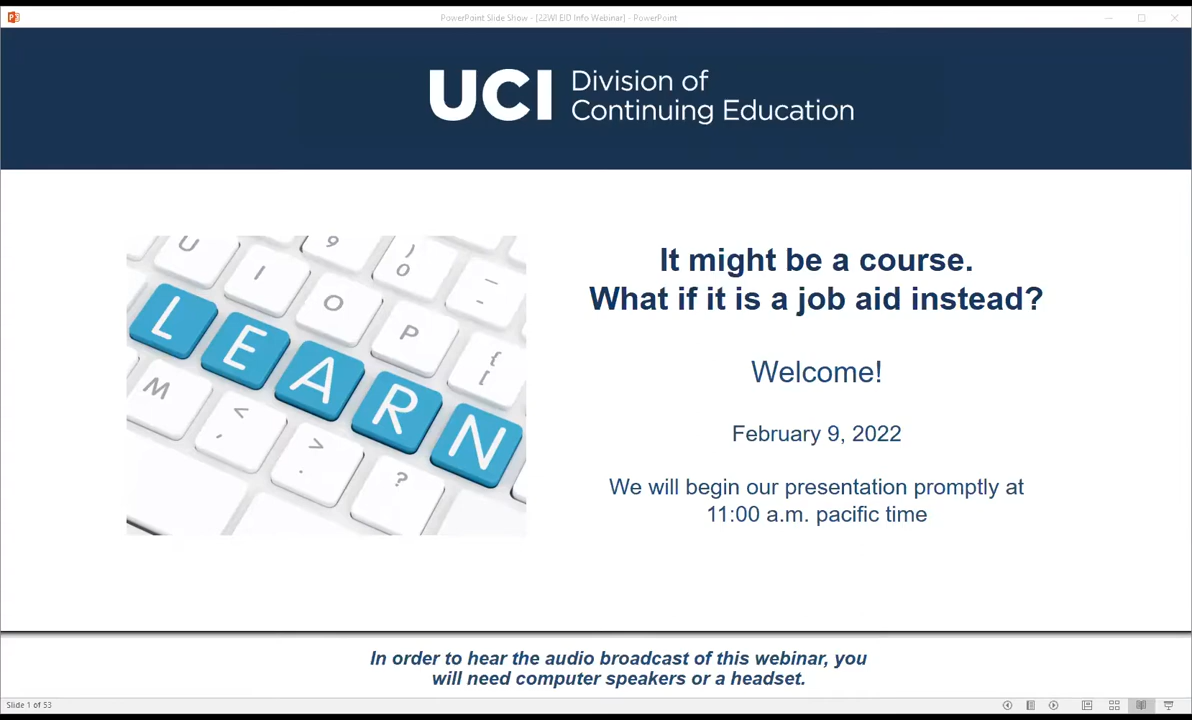 PowerPoint Slide Show - [22WI EID Info Webinar] - PowerPoint
UCI Division of
Continuing Education
U I 9 ) 0 _ -
O P { [
L E A R N
M < , > . ?
It might be a course.
What if it is a job aid instead?
Welcome!
February 9, 2022
We will begin our presentation promptly at
11:00 a.m. pacific time
In order to hear the audio broadcast of this webinar, you
will need computer speakers or a headset.
Slide 1 of 53